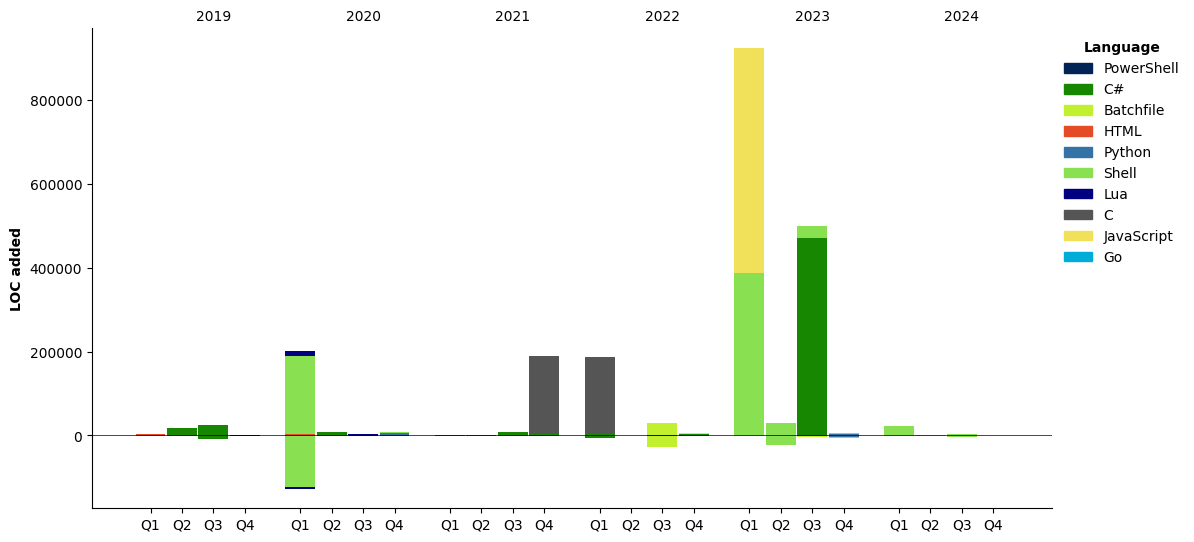 2019 2020 2021 2022 2023 2024
LOC added
800000
600000
400000
200000
0
Q1 Q2 Q3 Q4 Q1 Q2 Q3 Q4 Q1 Q2 Q3 Q4 Q1 Q2 Q3 Q4 Q1 Q2 Q3 Q4 Q1 Q2 Q3 Q4
Language
PowerShell
C#
Batchfile
HTML
Python
Shell
Lua
C
JavaScript
Go